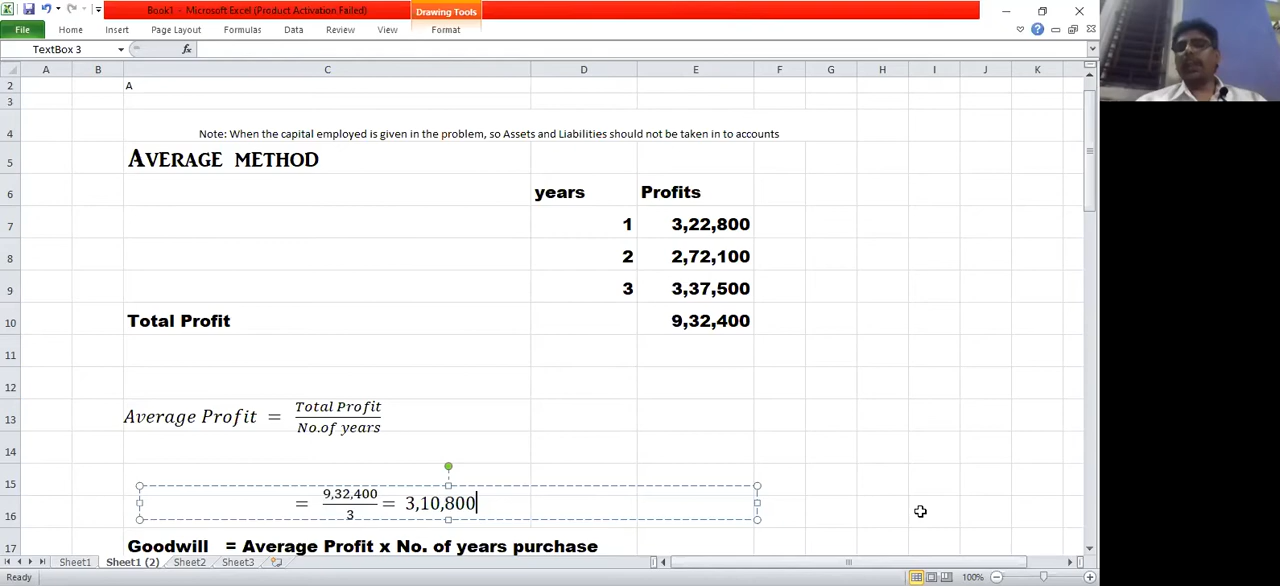 Book1 - Microsoft Excel (Product Activation Failed)
Drawing Tools
File Home Insert Page Layout Formulas Data Review View Format
TextBox 3 fx
A B C D E F G H I J K
2 A
3
4 Note: When the capital employed is given in the problem, so Assets and Liabilities should not be taken in to accounts
5 AVERAGE METHOD
6 years Profits
7 1 3,22,800
8 2 2,72,100
9 3 3,37,500
10 Total Profit 9,32,400
11
12
13 Average Profit = Total Profit / No.of years
14
15
16 = 9,32,400 / 3 = 3,10,800
17 Goodwill = Average Profit x No. of years purchase
Sheet1 Sheet1 (2) Sheet2 Sheet3
Ready 100%